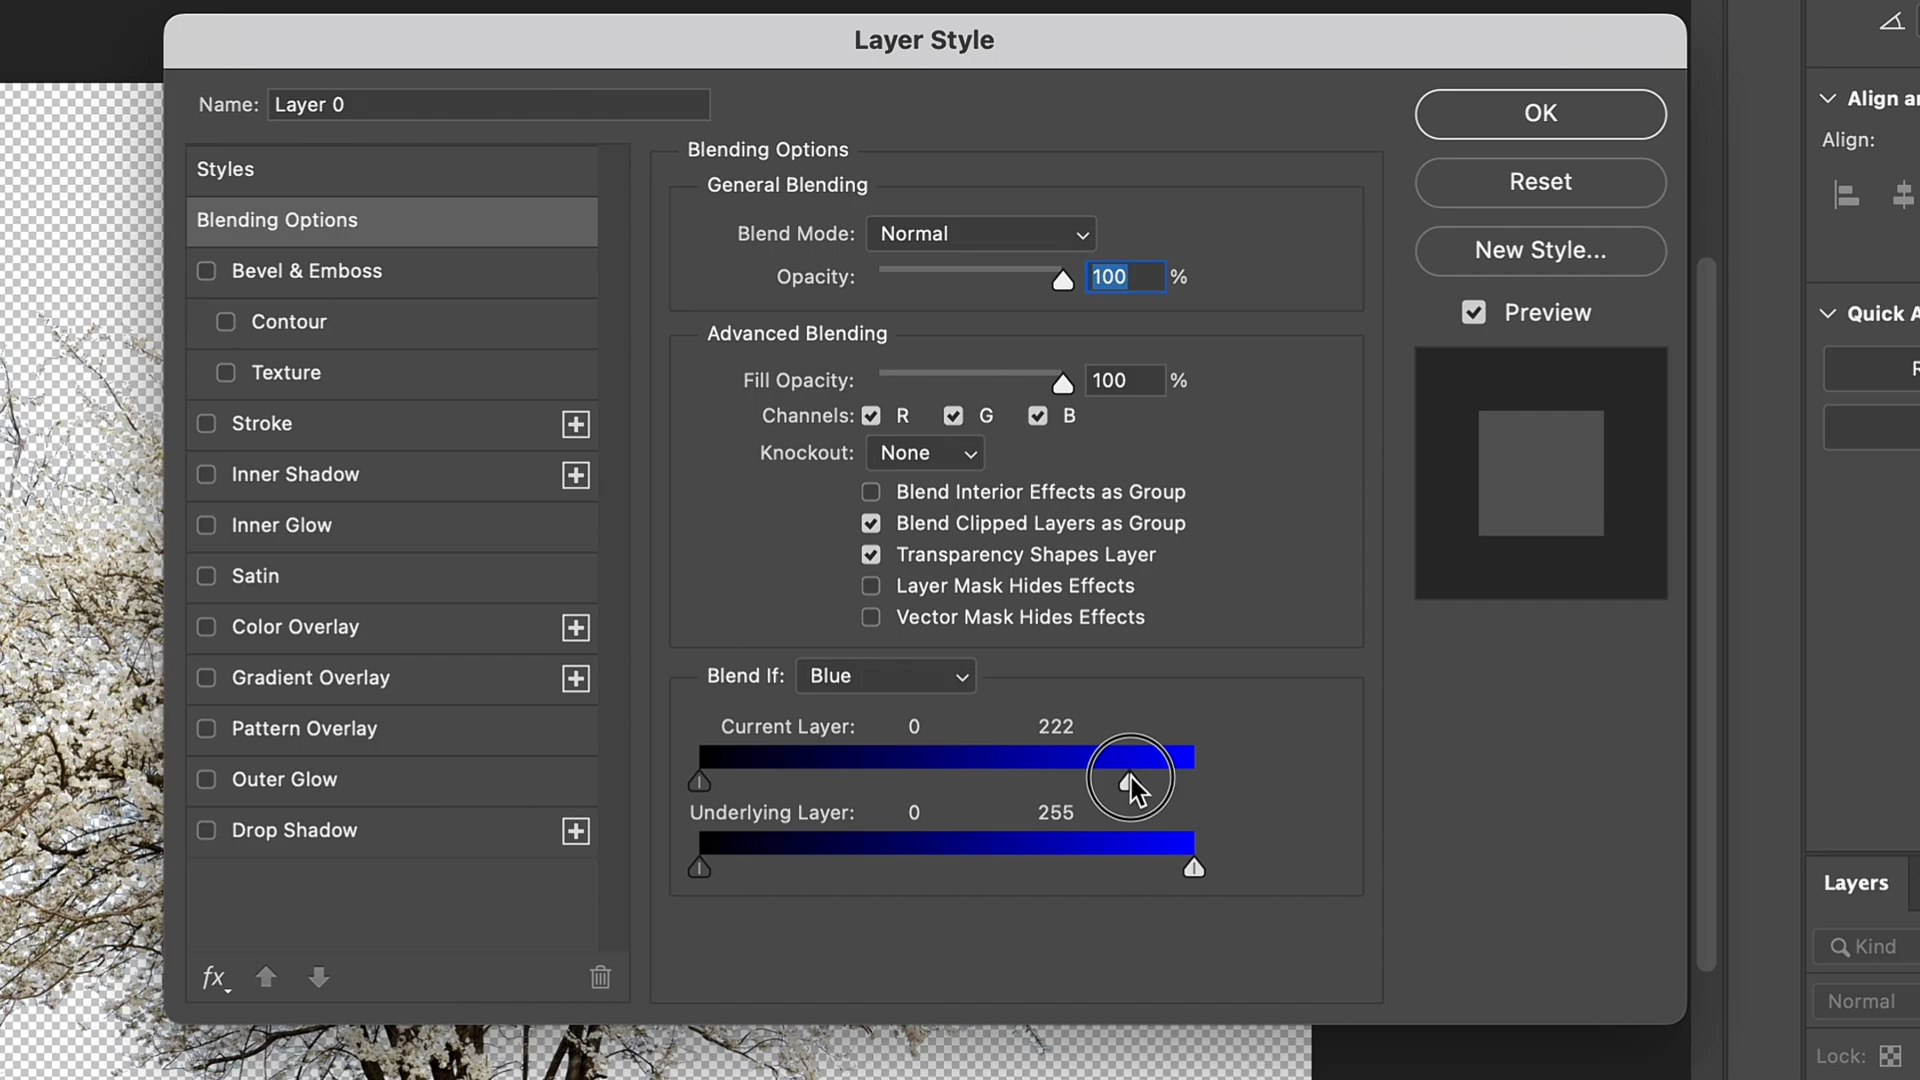 Layer Style
Name: Layer 0
Styles
Blending Options
Bevel & Emboss
Contour
Texture
Stroke
Inner Shadow
Inner Glow
Satin
Color Overlay
Gradient Overlay
Pattern Overlay
Outer Glow
Drop Shadow
fx
Blending Options
General Blending
Blend Mode: Normal
Opacity: 100 %
Advanced Blending
Fill Opacity: 100 %
Channels: R G B
Knockout: None
Blend Interior Effects as Group
Blend Clipped Layers as Group
Transparency Shapes Layer
Layer Mask Hides Effects
Vector Mask Hides Effects
Blend If: Blue
Current Layer: 0 222
Underlying Layer: 0 255
OK
Reset
New Style...
Preview
Align
Align:
Quick
Layers
Kind
Normal
Lock: